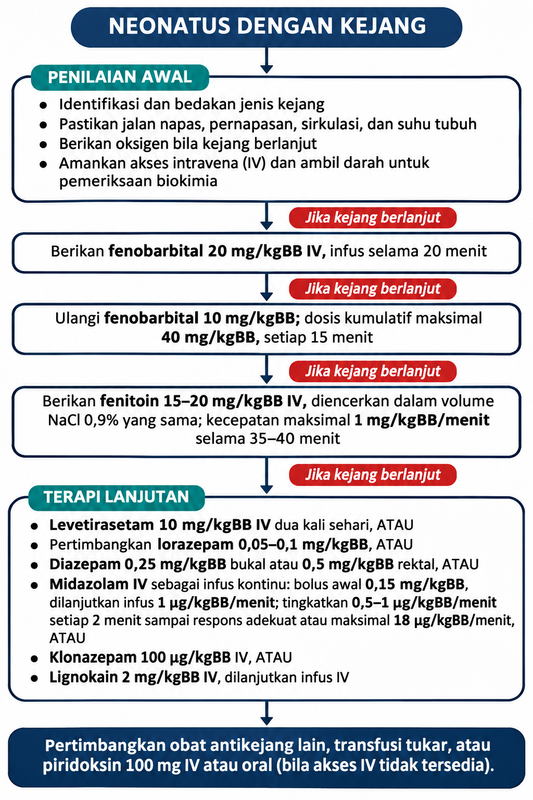 NEONATUS DENGAN KEJANG
PENILAIAN AWAL
● Identifikasi dan bedakan jenis kejang
● Pastikan jalan napas, pernapasan, sirkulasi, dan suhu tubuh
● Berikan oksigen bila kejang berlanjut
● Amankan akses intravena (IV) dan ambil darah untuk
pemeriksaan biokimia
Jika kejang berlanjut
Berikan fenobarbital 20 mg/kgBB IV, infus selama 20 menit
Jika kejang berlanjut
Ulangi fenobarbital 10 mg/kgBB; dosis kumulatif maksimal
40 mg/kgBB, setiap 15 menit
Jika kejang berlanjut
Berikan fenitoin 15–20 mg/kgBB IV, diencerkan dalam volume
NaCl 0,9% yang sama; kecepatan maksimal 1 mg/kgBB/menit
selama 35–40 menit
Jika kejang berlanjut
TERAPI LANJUTAN
● Levetirasetam 10 mg/kgBB IV dua kali sehari, ATAU
● Pertimbangkan lorazepam 0,05–0,1 mg/kgBB, ATAU
● Diazepam 0,25 mg/kgBB bukal atau 0,5 mg/kgBB rektal, ATAU
● Midazolam IV sebagai infus kontinu: bolus awal 0,15 mg/kgBB,
dilanjutkan infus 1 µg/kgBB/menit; tingkatkan 0,5–1 µg/kgBB/menit
setiap 2 menit sampai respons adekuat atau maksimal 18 µg/kgBB/menit,
ATAU
● Klonazepam 100 µg/kgBB IV, ATAU
● Lignokain 2 mg/kgBB IV, dilanjutkan infus IV
Pertimbangkan obat antikejang lain, transfusi tukar, atau
piridoksin 100 mg IV atau oral (bila akses IV tidak tersedia).